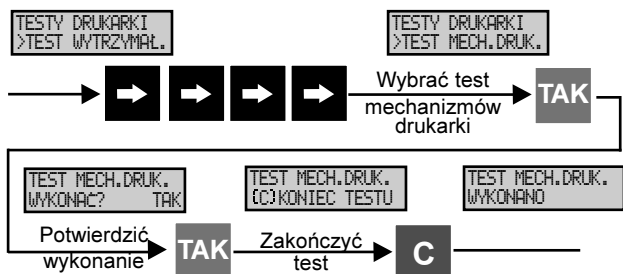 TESTY DRUKARKI
>TEST WYTRZYMAŁ.
TESTY DRUKARKI
>TEST MECH.DRUK.
Wybrać test
mechanizmów
drukarki
TAK
TEST MECH.DRUK.
WYKONAĆ? TAK
TEST MECH.DRUK.
(C)KONIEC TESTU
TEST MECH.DRUK.
WYKONANO
Potwierdzić
wykonanie
TAK
Zakończyć
test
C